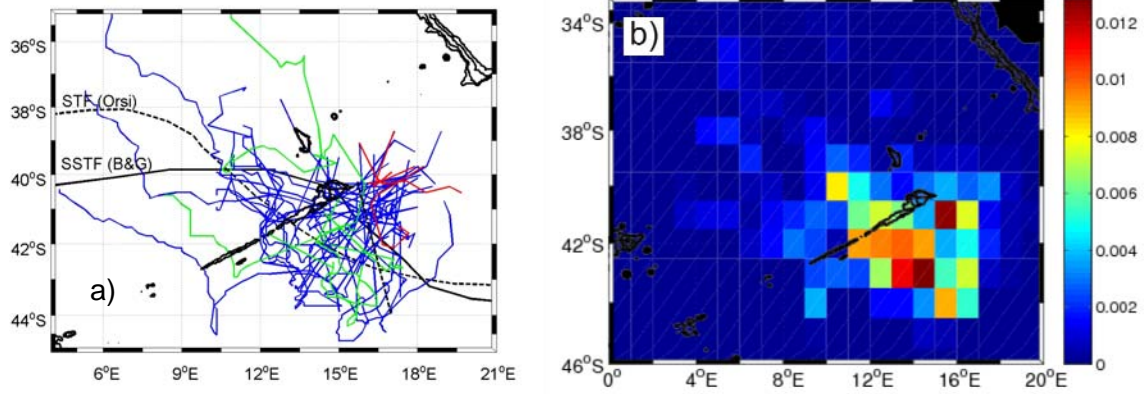 36°S
38°S
40°S
42°S
44°S
STF (Orsi)
SSTF (B&G)
a)
6°E 9°E 12°E 15°E 18°E 21°E
b)
34°S
38°S
42°S
46°S
0°E 4°E 8°E 12°E 16°E 20°E
0.012
0.01
0.008
0.006
0.004
0.002
0